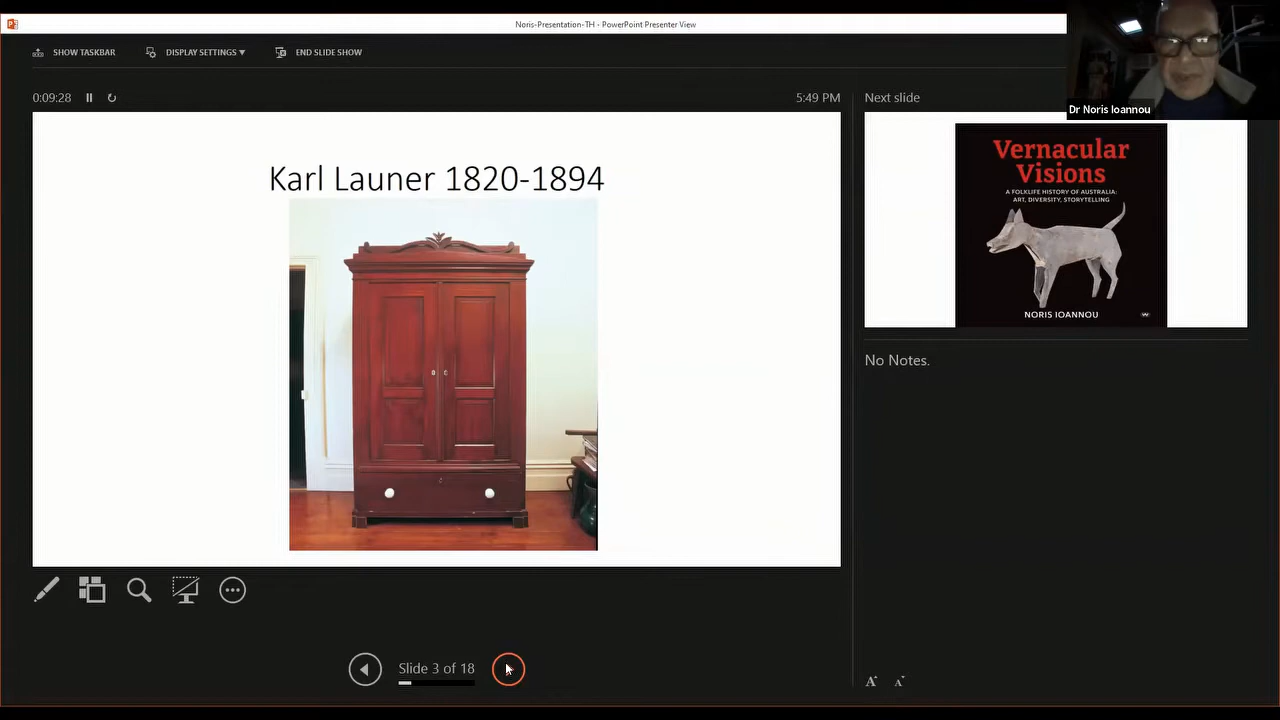 Noris-Presentation-TH - PowerPoint Presenter View
SHOW TASKBAR
DISPLAY SETTINGS ▾
END SLIDE SHOW
0:09:28
5:49 PM
Next slide
Dr Noris Ioannou
Karl Launer 1820-1894
Vernacular
Visions
A FOLKLIFE HISTORY OF AUSTRALIA:
ART, DIVERSITY, STORYTELLING
NORIS IOANNOU
No Notes.
Slide 3 of 18
A A